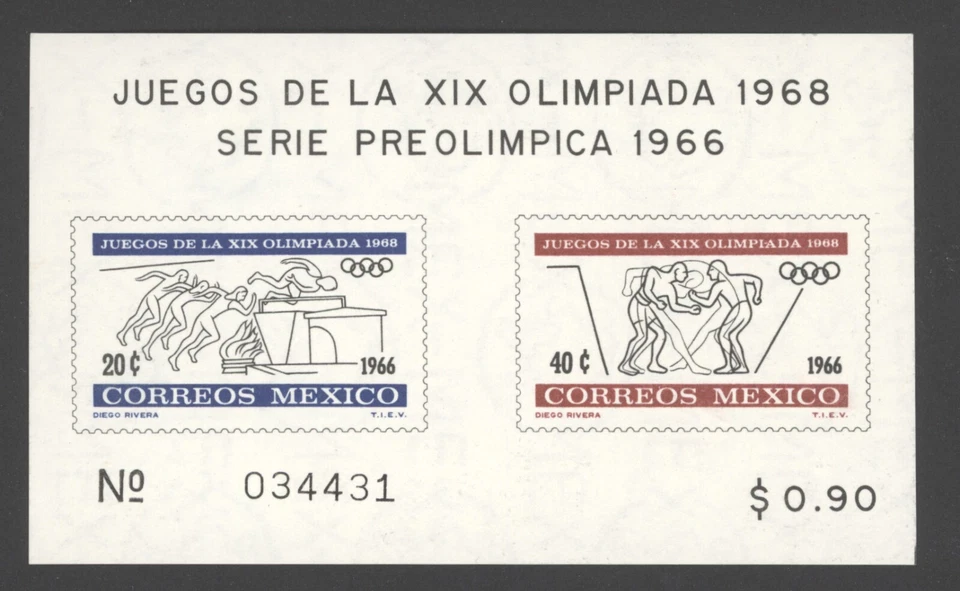 JUEGOS DE LA XIX OLIMPIADA 1968
SERIE PREOLIMPICA 1966
JUEGOS DE LA XIX OLIMPIADA 1968
20 ¢ 1966
CORREOS MEXICO
DIEGO RIVERA T.I.E.V.
JUEGOS DE LA XIX OLIMPIADA 1968
40 ¢ 1966
CORREOS MEXICO
DIEGO RIVERA T.I.E.V.
Nº 034431
$ 0.90